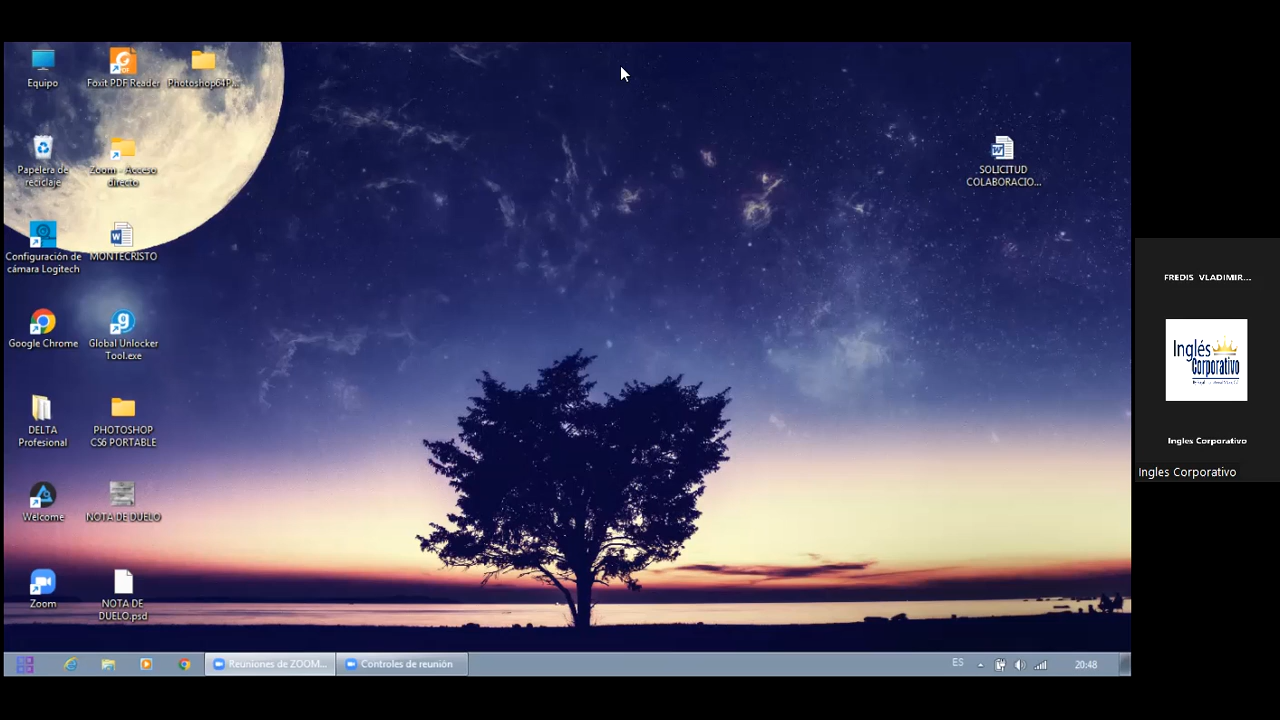 Equipo
Foxit PDF Reader
Photoshop64P...
Papelera de
reciclaje
Zoom - Acceso
directo
SOLICITUD
COLABORACIO...
Configuración de
cámara Logitech
MONTECRISTO
Google Chrome
Global Unlocker
Tool.exe
DELTA
Profesional
PHOTOSHOP
CS6 PORTABLE
Welcome
NOTA DE DUELO
Zoom
NOTA DE
DUELO.psd
Reuniones de ZOOM...
Controles de reunión
ES
20:48
FREDIS VLADIMIR...
Inglés
Corporativo
Ingles Corporativo
Ingles Corporativo